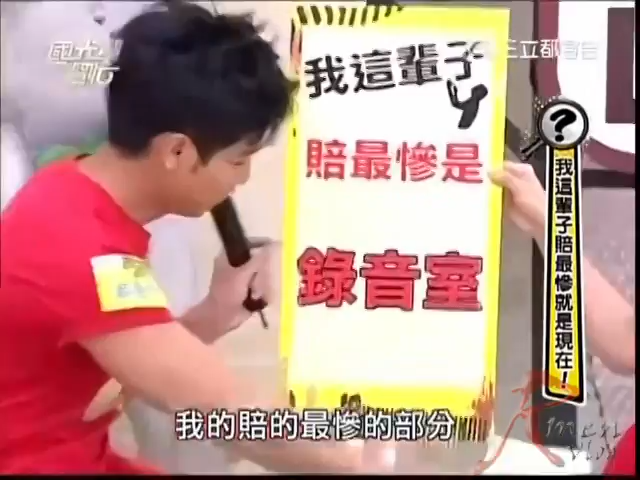 三立都會台
我這輩子
賠最慘是
錄音室
?
我這輩子賠最慘就是現在!
我的賠的最慘的部分